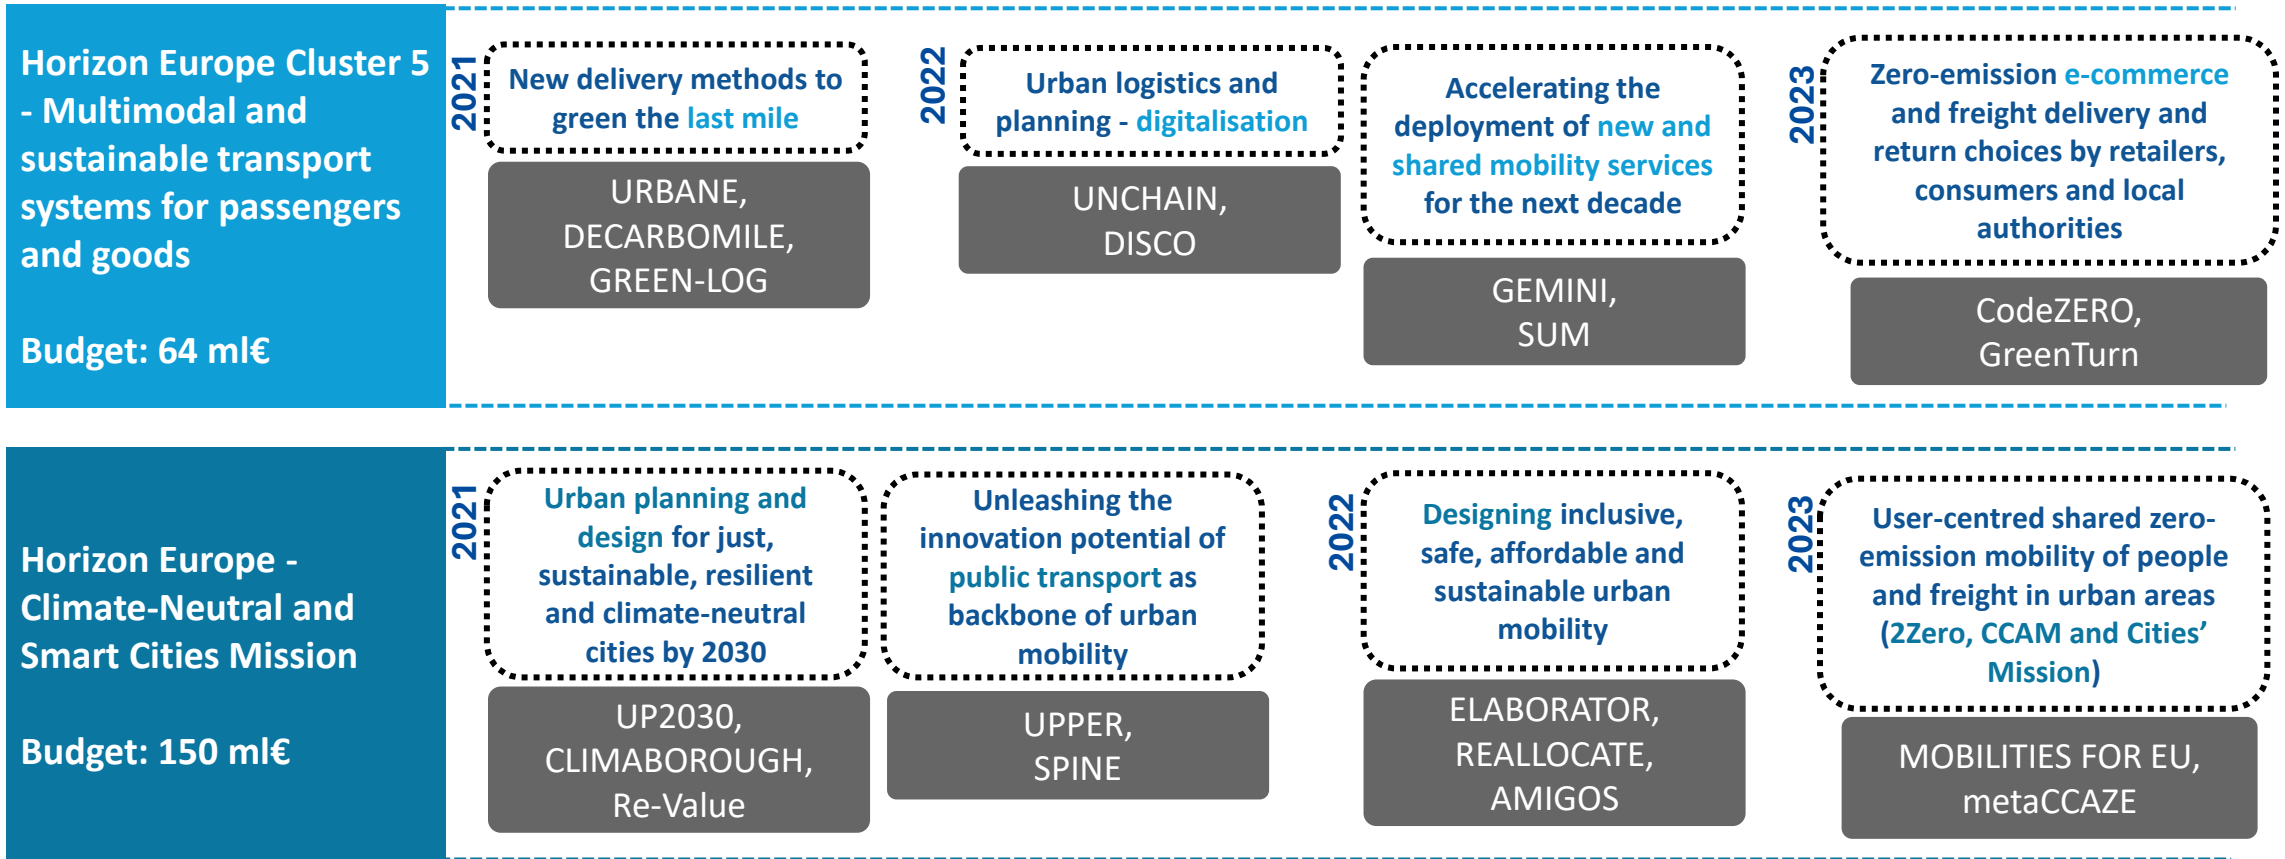 Horizon Europe Cluster 5
- Multimodal and
sustainable transport
systems for passengers
and goods
Budget: 64 ml€
2021
New delivery methods to
green the last mile
URBANE,
DECARBOMILE,
GREEN-LOG
2022
Urban logistics and
planning - digitalisation
UNCHAIN,
DISCO
Accelerating the
deployment of new and
shared mobility services
for the next decade
GEMINI,
SUM
2023
Zero-emission e-commerce
and freight delivery and
return choices by retailers,
consumers and local
authorities
CodeZERO,
GreenTurn
Horizon Europe -
Climate-Neutral and
Smart Cities Mission
Budget: 150 ml€
2021
Urban planning and
design for just,
sustainable, resilient
and climate-neutral
cities by 2030
UP2030,
CLIMABOROUGH,
Re-Value
Unleashing the
innovation potential of
public transport as
backbone of urban
mobility
UPPER,
SPINE
2022
Designing inclusive,
safe, affordable and
sustainable urban
mobility
ELABORATOR,
REALLOCATE,
AMIGOS
2023
User-centred shared zero-
emission mobility of people
and freight in urban areas
(2Zero, CCAM and Cities’
Mission)
MOBILITIES FOR EU,
metaCCAZE